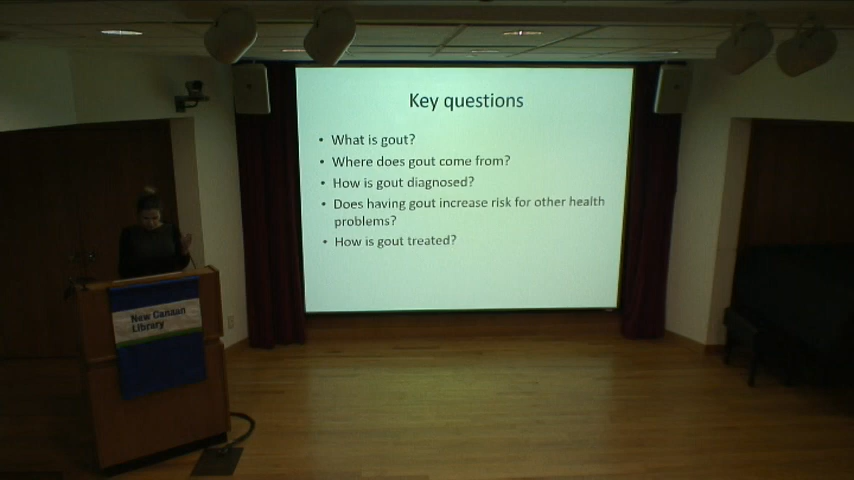 Key questions
• What is gout?
• Where does gout come from?
• How is gout diagnosed?
• Does having gout increase risk for other health
problems?
• How is gout treated?
New Canaan
Library